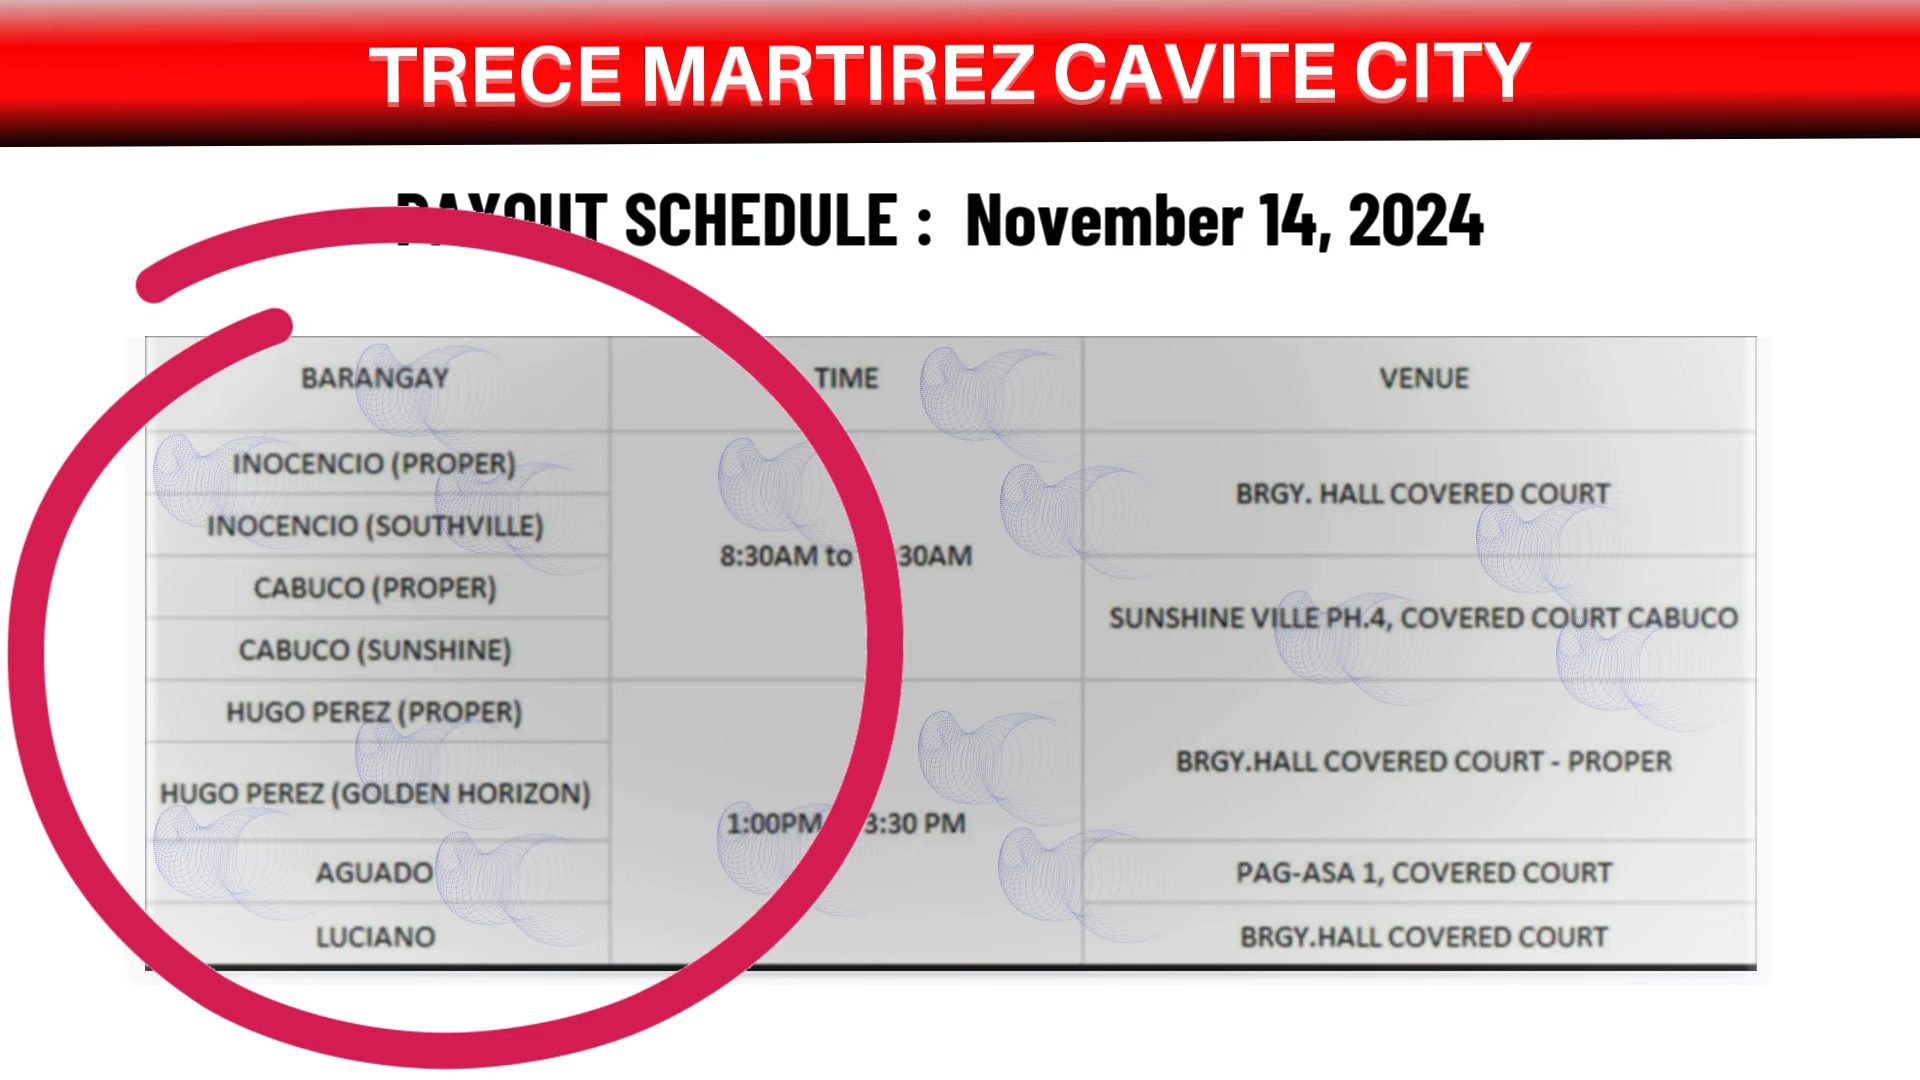 TRECE MARTIREZ CAVITE CITY
PAYOUT SCHEDULE : November 14, 2024
BARANGAY TIME VENUE
INOCENCIO (PROPER)
BRGY. HALL COVERED COURT
INOCENCIO (SOUTHVILLE)
8:30AM to :30AM
CABUCO (PROPER)
SUNSHINE VILLE PH.4, COVERED COURT CABUCO
CABUCO (SUNSHINE)
HUGO PEREZ (PROPER)
BRGY.HALL COVERED COURT - PROPER
HUGO PEREZ (GOLDEN HORIZON)
1:00PM 3:30 PM
AGUADO PAG-ASA 1, COVERED COURT
LUCIANO BRGY.HALL COVERED COURT